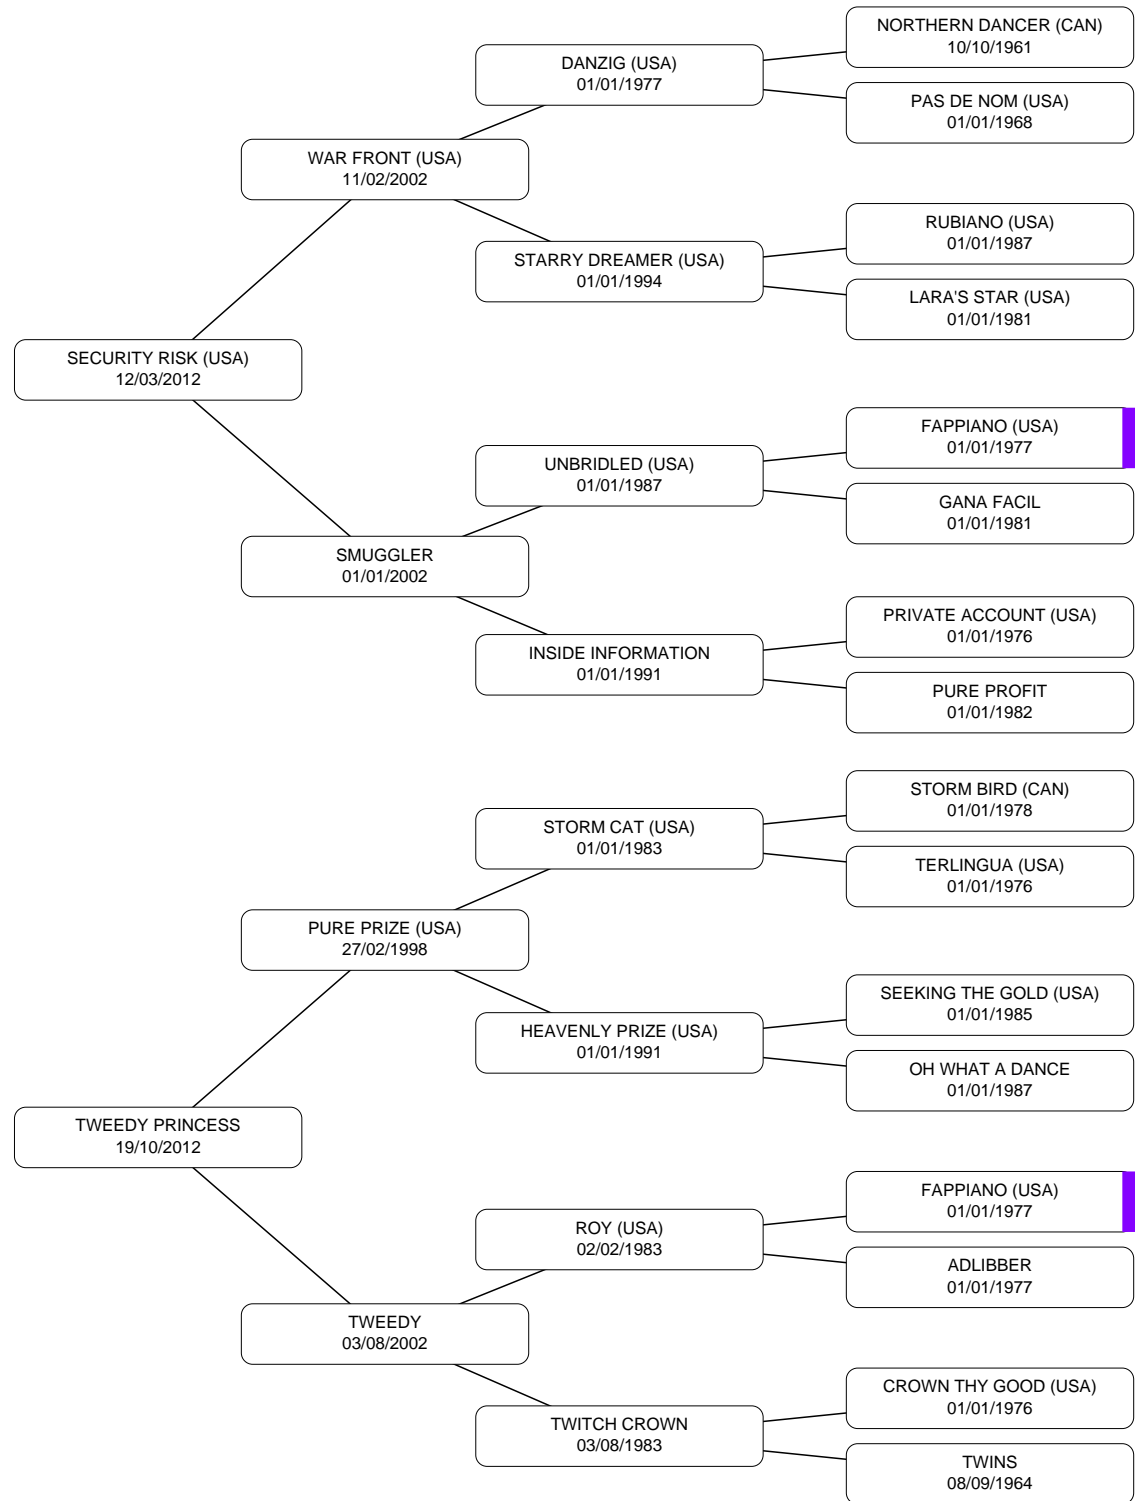 NORTHERN DANCER (CAN)
10/10/1961
DANZIG (USA)
01/01/1977
PAS DE NOM (USA)
01/01/1968
WAR FRONT (USA)
11/02/2002
RUBIANO (USA)
01/01/1987
STARRY DREAMER (USA)
01/01/1994
LARA'S STAR (USA)
01/01/1981
SECURITY RISK (USA)
12/03/2012
FAPPIANO (USA)
01/01/1977
UNBRIDLED (USA)
01/01/1987
GANA FACIL
01/01/1981
SMUGGLER
01/01/2002
PRIVATE ACCOUNT (USA)
01/01/1976
INSIDE INFORMATION
01/01/1991
PURE PROFIT
01/01/1982
STORM BIRD (CAN)
01/01/1978
STORM CAT (USA)
01/01/1983
TERLINGUA (USA)
01/01/1976
PURE PRIZE (USA)
27/02/1998
SEEKING THE GOLD (USA)
01/01/1985
HEAVENLY PRIZE (USA)
01/01/1991
OH WHAT A DANCE
01/01/1987
TWEEDY PRINCESS
19/10/2012
FAPPIANO (USA)
01/01/1977
ROY (USA)
02/02/1983
ADLIBBER
01/01/1977
TWEEDY
03/08/2002
CROWN THY GOOD (USA)
01/01/1976
TWITCH CROWN
03/08/1983
TWINS
08/09/1964